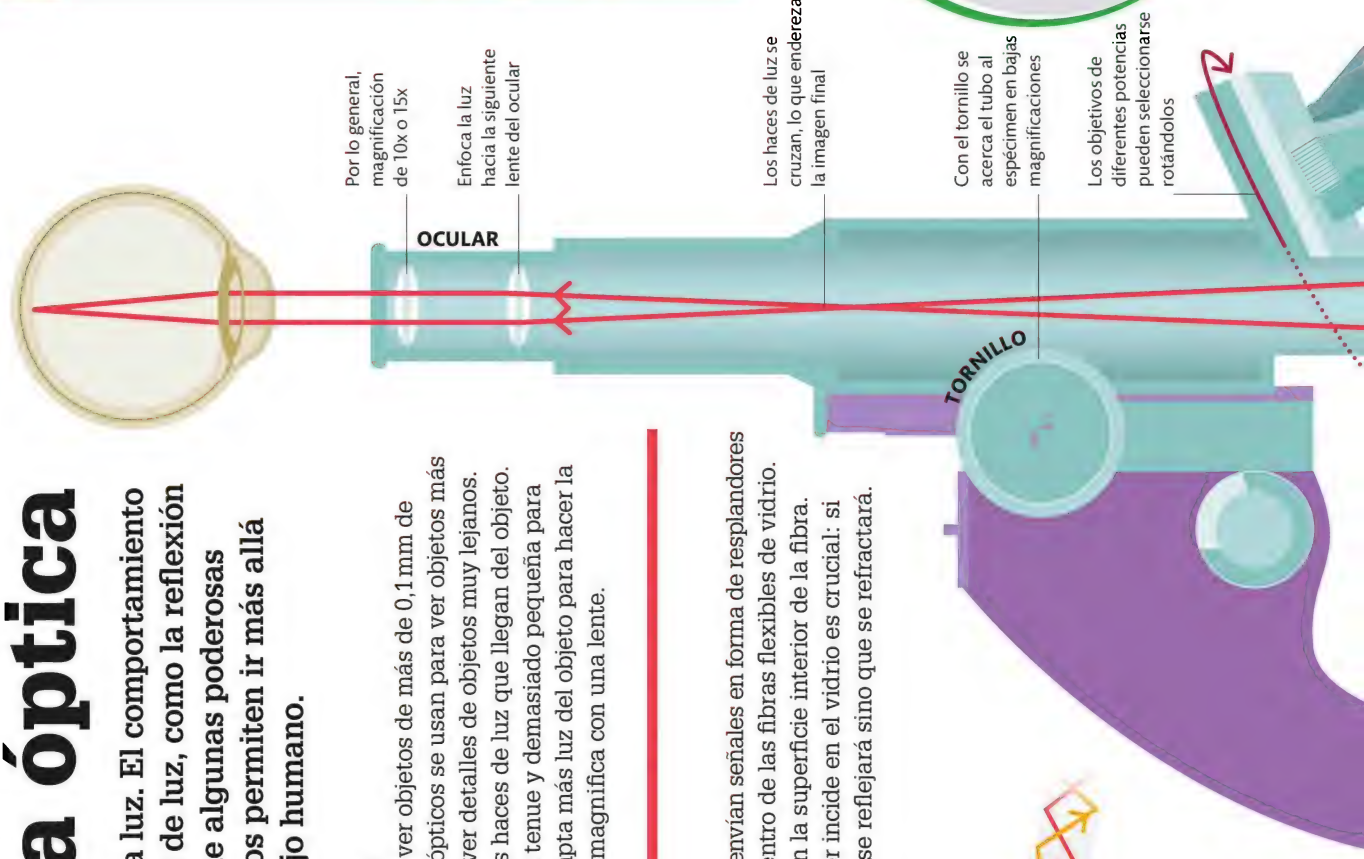 a óptica
a luz. El comportamiento
de luz, como la reflexión
e algunas poderosas
os permiten ir más allá
jo humano.
ver objetos de más de 0,1 mm de
ópticos se usan para ver objetos más
ver detalles de objetos muy lejanos.
s haces de luz que llegan del objeto.
tenue y demasiado pequeña para
pta más luz del objeto para hacer la
magnifica con una lente.
envían señales en forma de resplandores
entro de las fibras flexibles de vidrio.
n la superficie interior de la fibra.
r incide en el vidrio es crucial: si
se reflejará sino que se refractará.
Por lo general,
magnificación
de 10x o 15x
Enfoca la luz
hacia la siguiente
lente del ocular
OCULAR
Los haces de luz se
cruzan, lo que endereza
la imagen final
TORNILLO
Con el tornillo se
acerca el tubo al
espécimen en bajas
magnificaciones
Los objetivos de
diferentes potencias
pueden seleccionarse
rotándolos